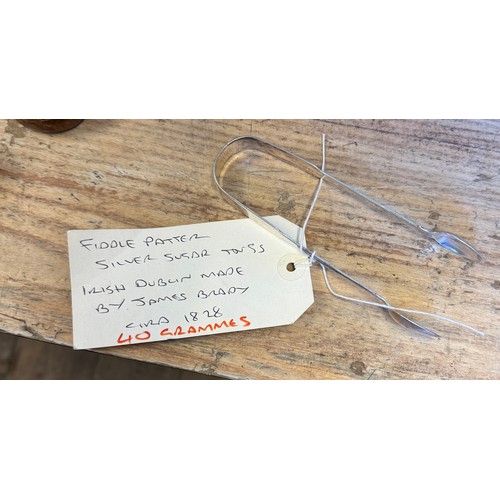 FIDDLE PATTER
SILVER SUGAR TONGS
IRISH DUBLIN MADE
BY JAMES BRADY
CIRA 1828
40 GRAMMES